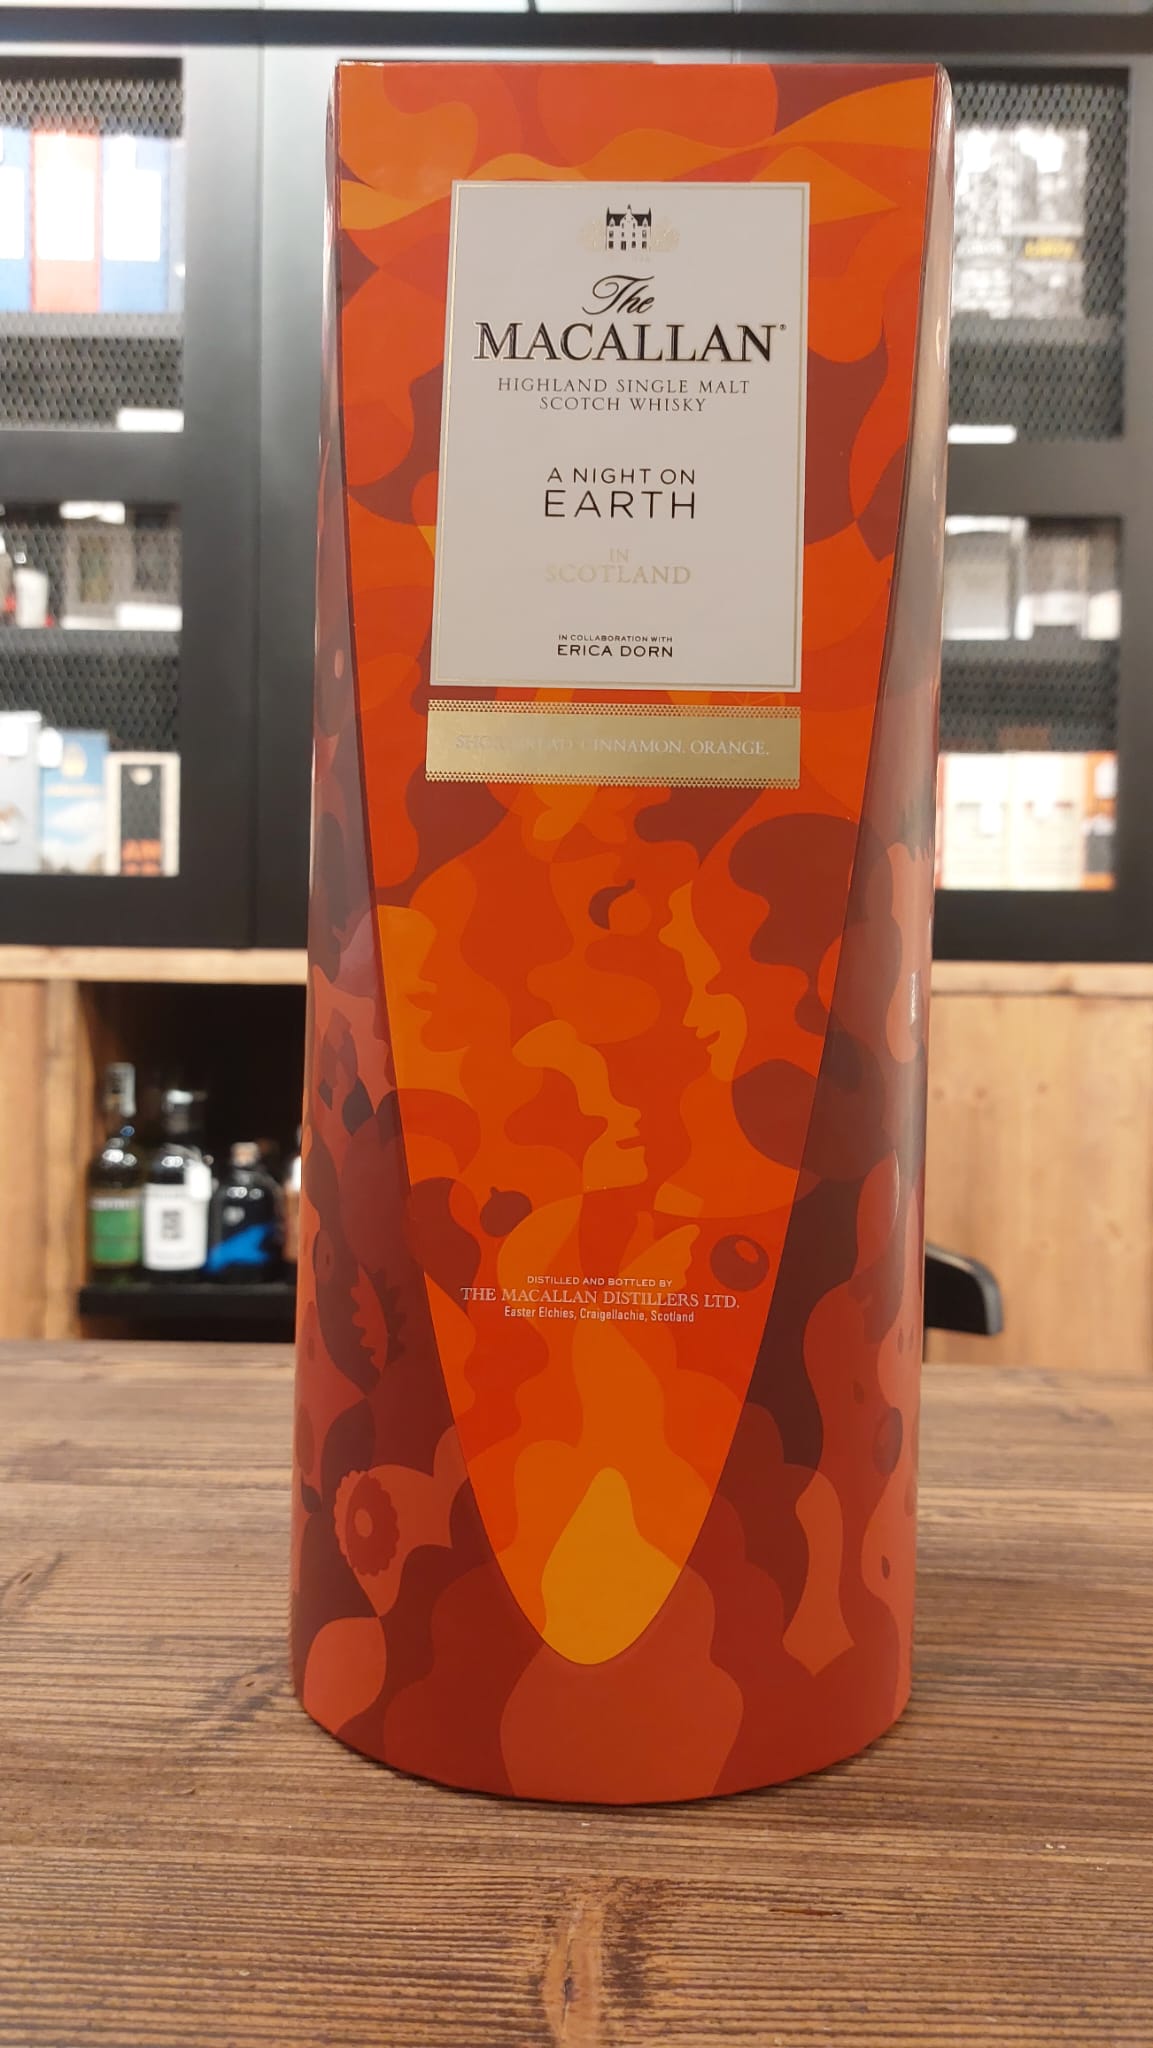 The
MACALLAN
HIGHLAND SINGLE MALT
SCOTCH WHISKY
A NIGHT ON
EARTH
IN
SCOTLAND
IN COLLABORATION WITH
ERICA DORN
SHORTBREAD. CINNAMON. ORANGE.
DISTILLED AND BOTTLED BY
THE MACALLAN DISTILLERS LTD.
Easter Elchies, Craigellachie, Scotland